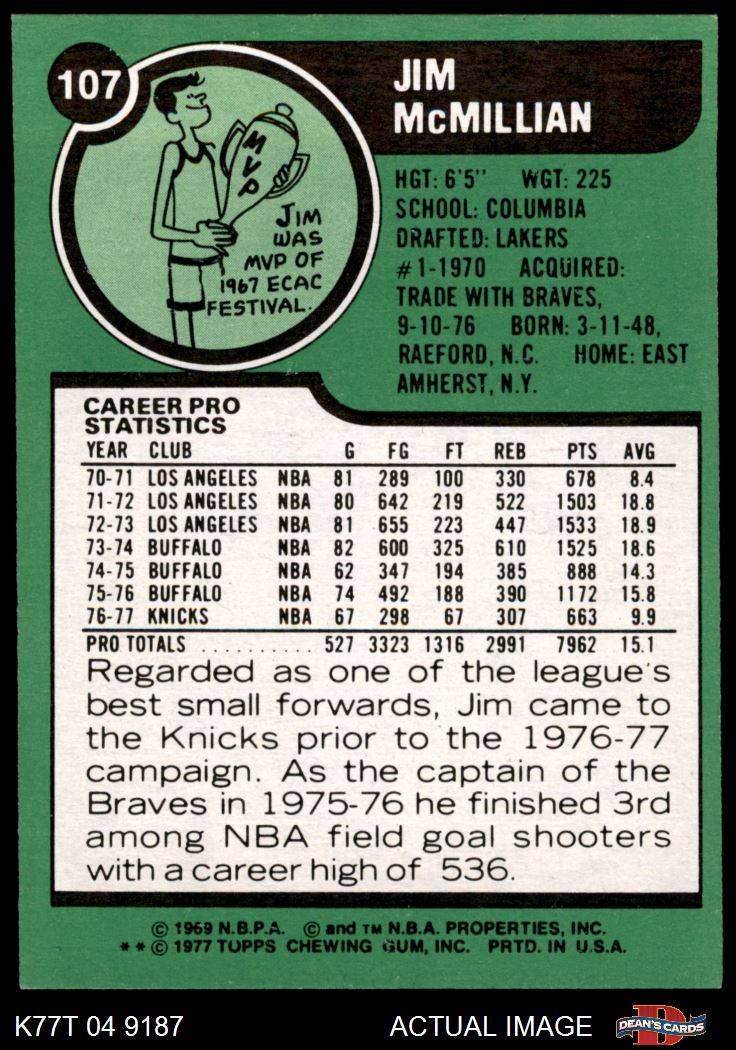 107
JIM
McMILLIAN
MVP
JIM
WAS
MVP OF
1967 ECAC
FESTIVAL.
HGT: 6'5" WGT: 225
SCHOOL: COLUMBIA
DRAFTED: LAKERS
#1-1970 ACQUIRED:
TRADE WITH BRAVES,
9-10-76 BORN: 3-11-48,
RAEFORD, N.C. HOME: EAST
AMHERST, N.Y.
CAREER PRO
STATISTICS
YEAR CLUB G FG FT REB PTS AVG
70-71 LOS ANGELES NBA 81 289 100 330 678 8.4
71-72 LOS ANGELES NBA 80 642 219 522 1503 18.8
72-73 LOS ANGELES NBA 81 655 223 447 1533 18.9
73-74 BUFFALO NBA 82 600 325 610 1525 18.6
74-75 BUFFALO NBA 62 347 194 385 888 14.3
75-76 BUFFALO NBA 74 492 188 390 1172 15.8
76-77 KNICKS NBA 67 298 67 307 663 9.9
PRO TOTALS .......... 527 3323 1316 2991 7962 15.1
Regarded as one of the league's
best small forwards, Jim came to
the Knicks prior to the 1976-77
campaign. As the captain of the
Braves in 1975-76 he finished 3rd
among NBA field goal shooters
with a career high of 536.
© 1969 N.B.P.A. © and TM N.B.A. PROPERTIES, INC.
**© 1977 TOPPS CHEWING GUM, INC. PRTD. IN U.S.A.
K77T 04 9187 ACTUAL IMAGE D DEAN'S CARDS